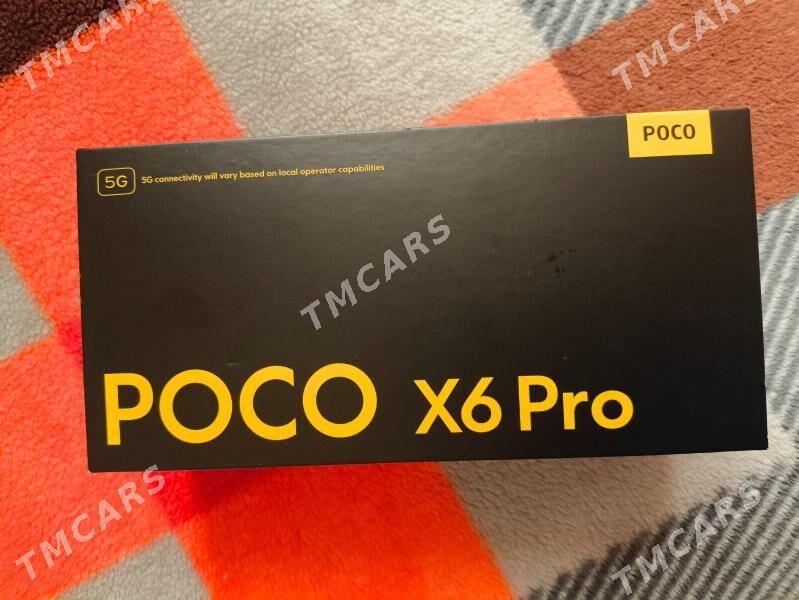 TMCARS
TMCARS
POCO
5G
5G connectivity will vary based on local operator capabilities
TMCARS
POCO X6 Pro
TMCARS
TMCARS